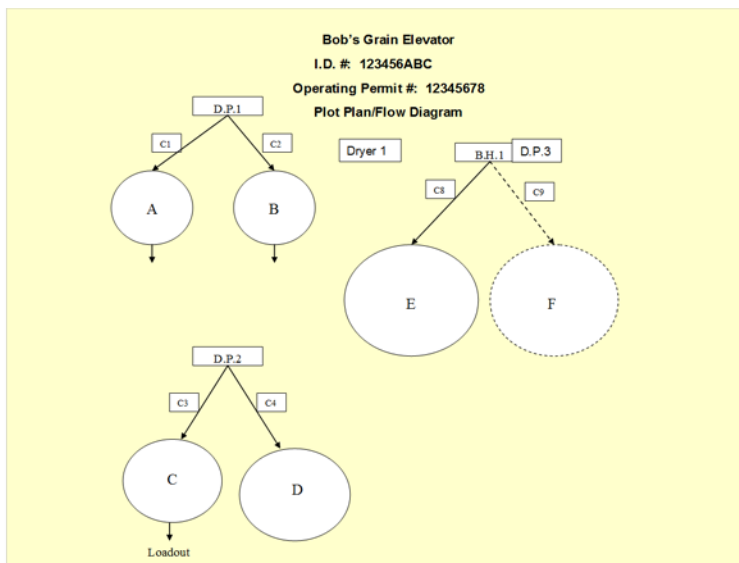 Bob's Grain Elevator
I.D. #: 123456ABC
Operating Permit #: 12345678
Plot Plan/Flow Diagram
D.P.1
C1
C2
Dryer 1
B.H.1
D.P.3
C8
C9
A
B
E
F
D.P.2
C3
C4
C
D
Loadout